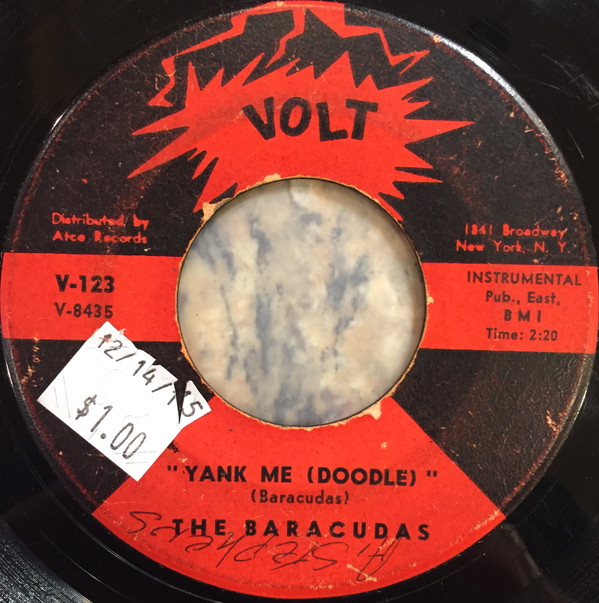 VOLT
Distributed by
Atco Records
1841 Broadway
New York, N. Y.
V-123
V-8435
INSTRUMENTAL
Pub., East,
B M I
Time: 2:20
12/14/15
$1.00
"YANK ME (DOODLE)"
(Baracudas)
THE BARACUDAS